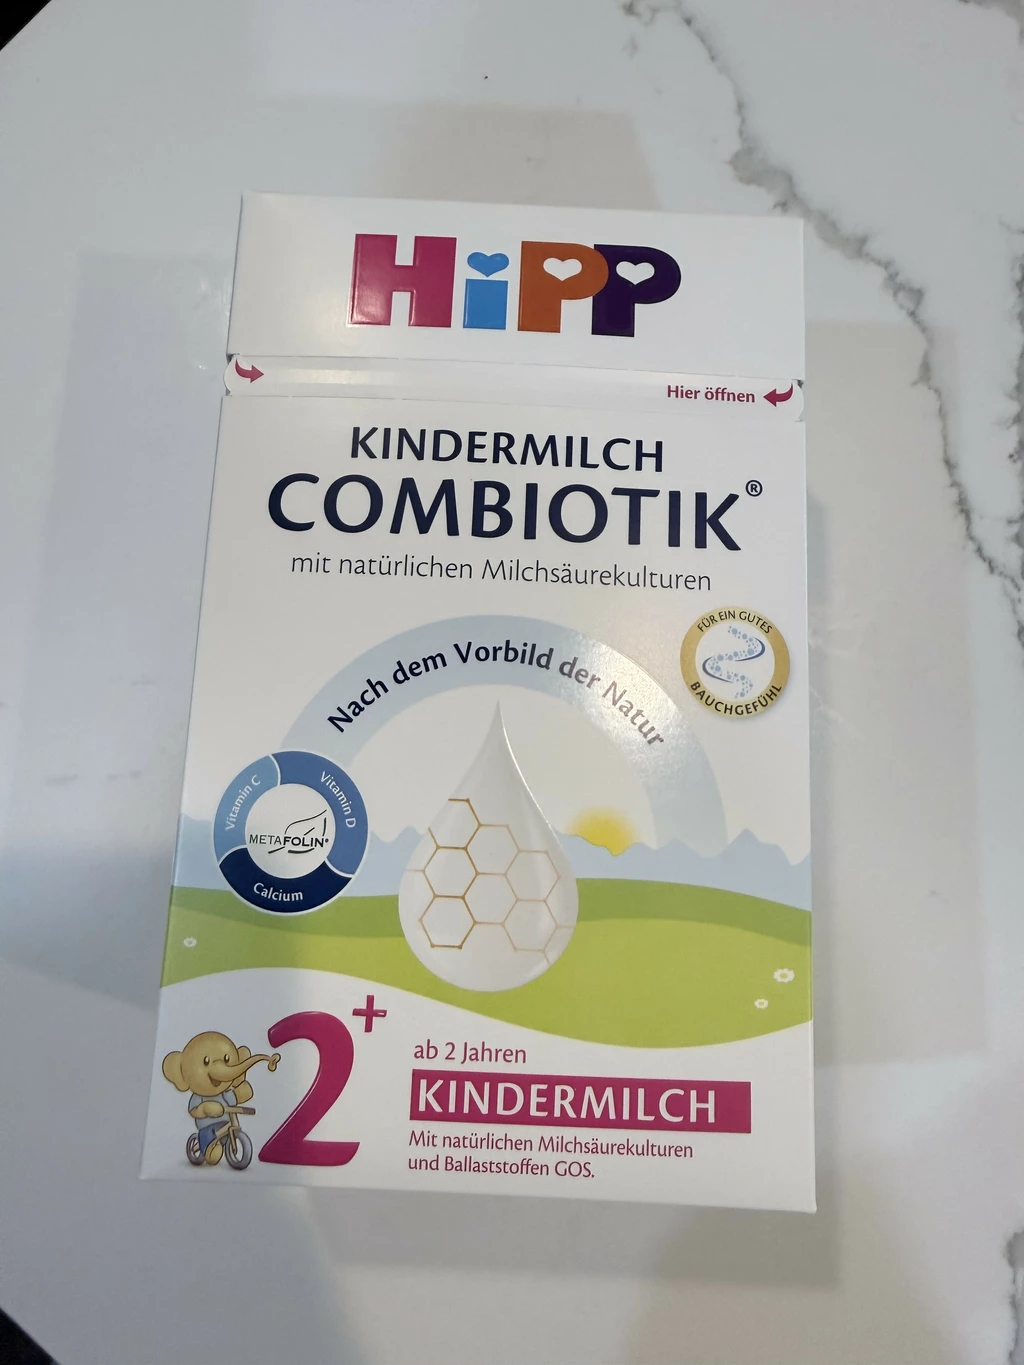 HiPP
Hier öffnen
KINDERMILCH
COMBIOTIK®
mit natürlichen Milchsäurekulturen
FÜR EIN GUTES
BAUCHGEFÜHL
Nach dem Vorbild der Natur
Vitamin C
Vitamin D
METAFOLIN®
Calcium
2+
ab 2 Jahren
KINDERMILCH
Mit natürlichen Milchsäurekulturen
und Ballaststoffen GOS.